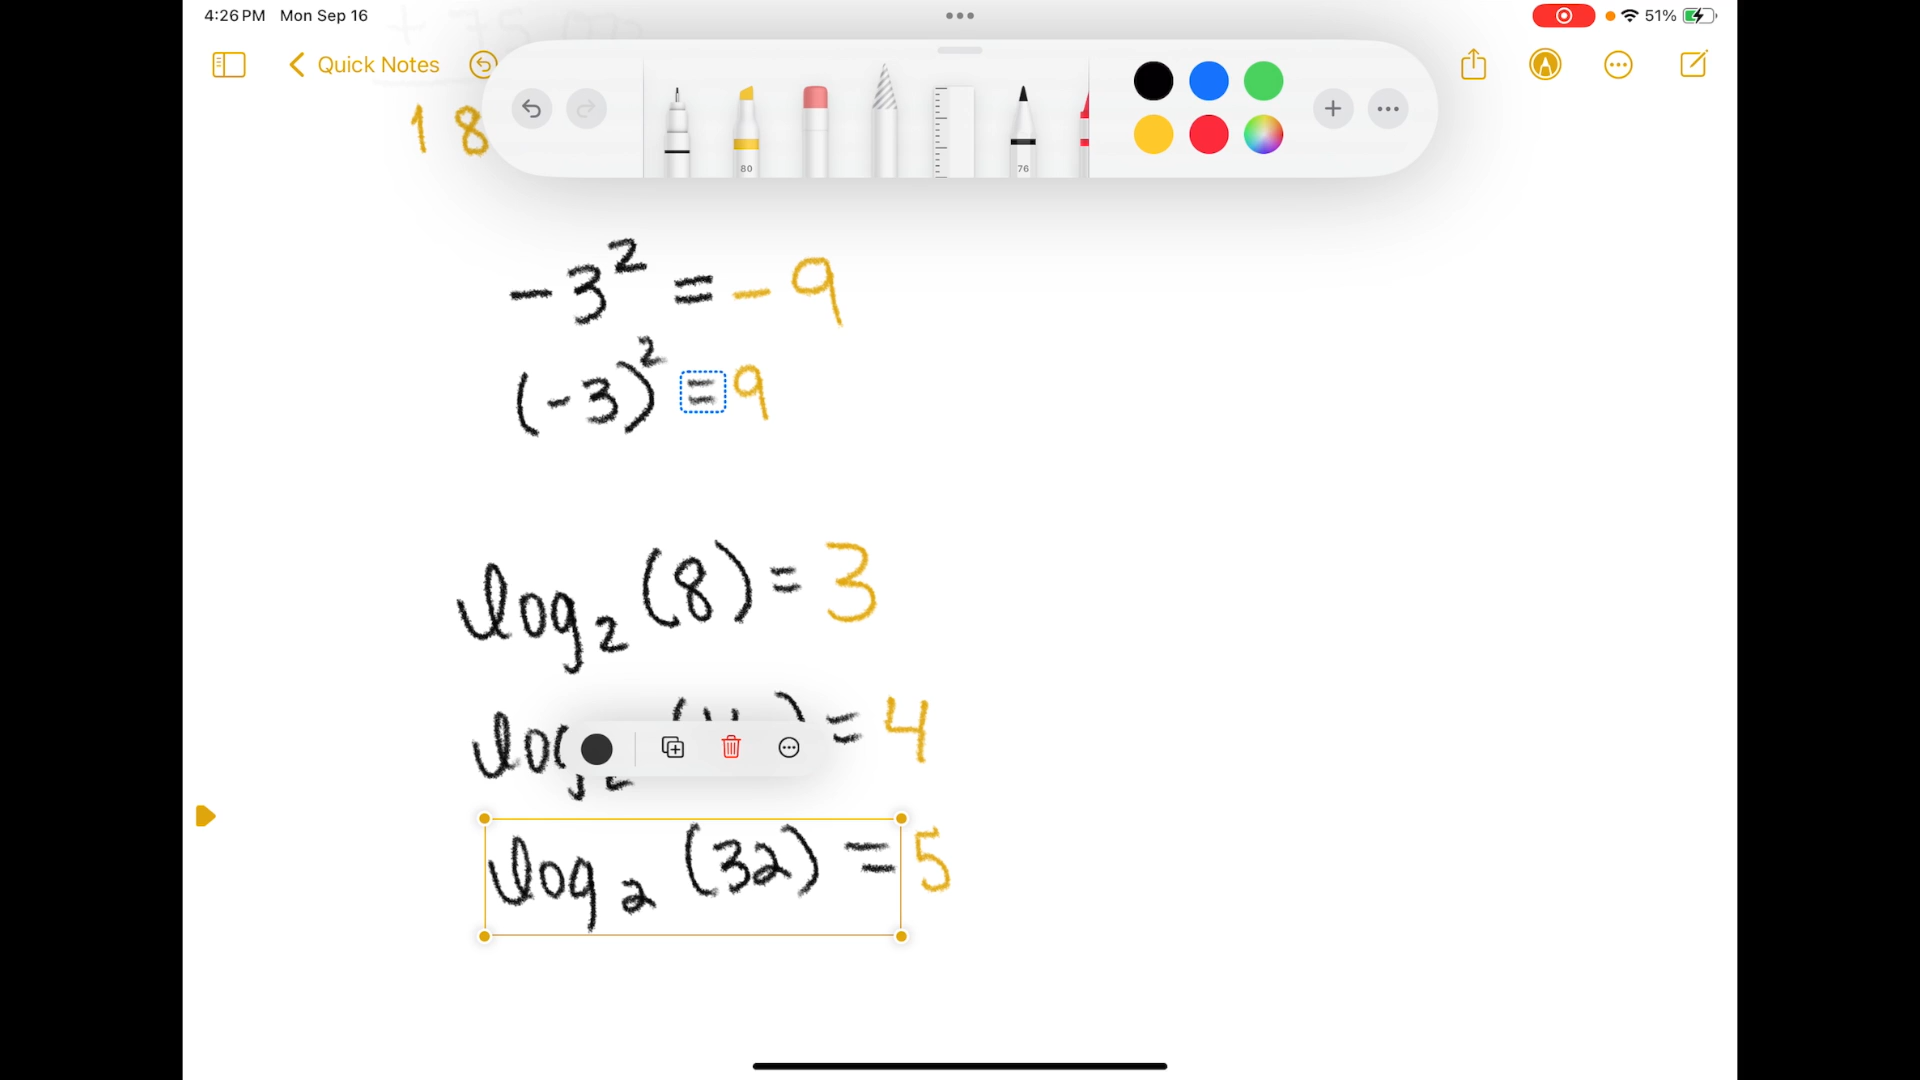 4:26 PM Mon Sep 16
51%
Quick Notes
18
80
76
-3² = -9
(-3)² = 9
log₂ (8) = 3
= 4
log₂ (32) = 5